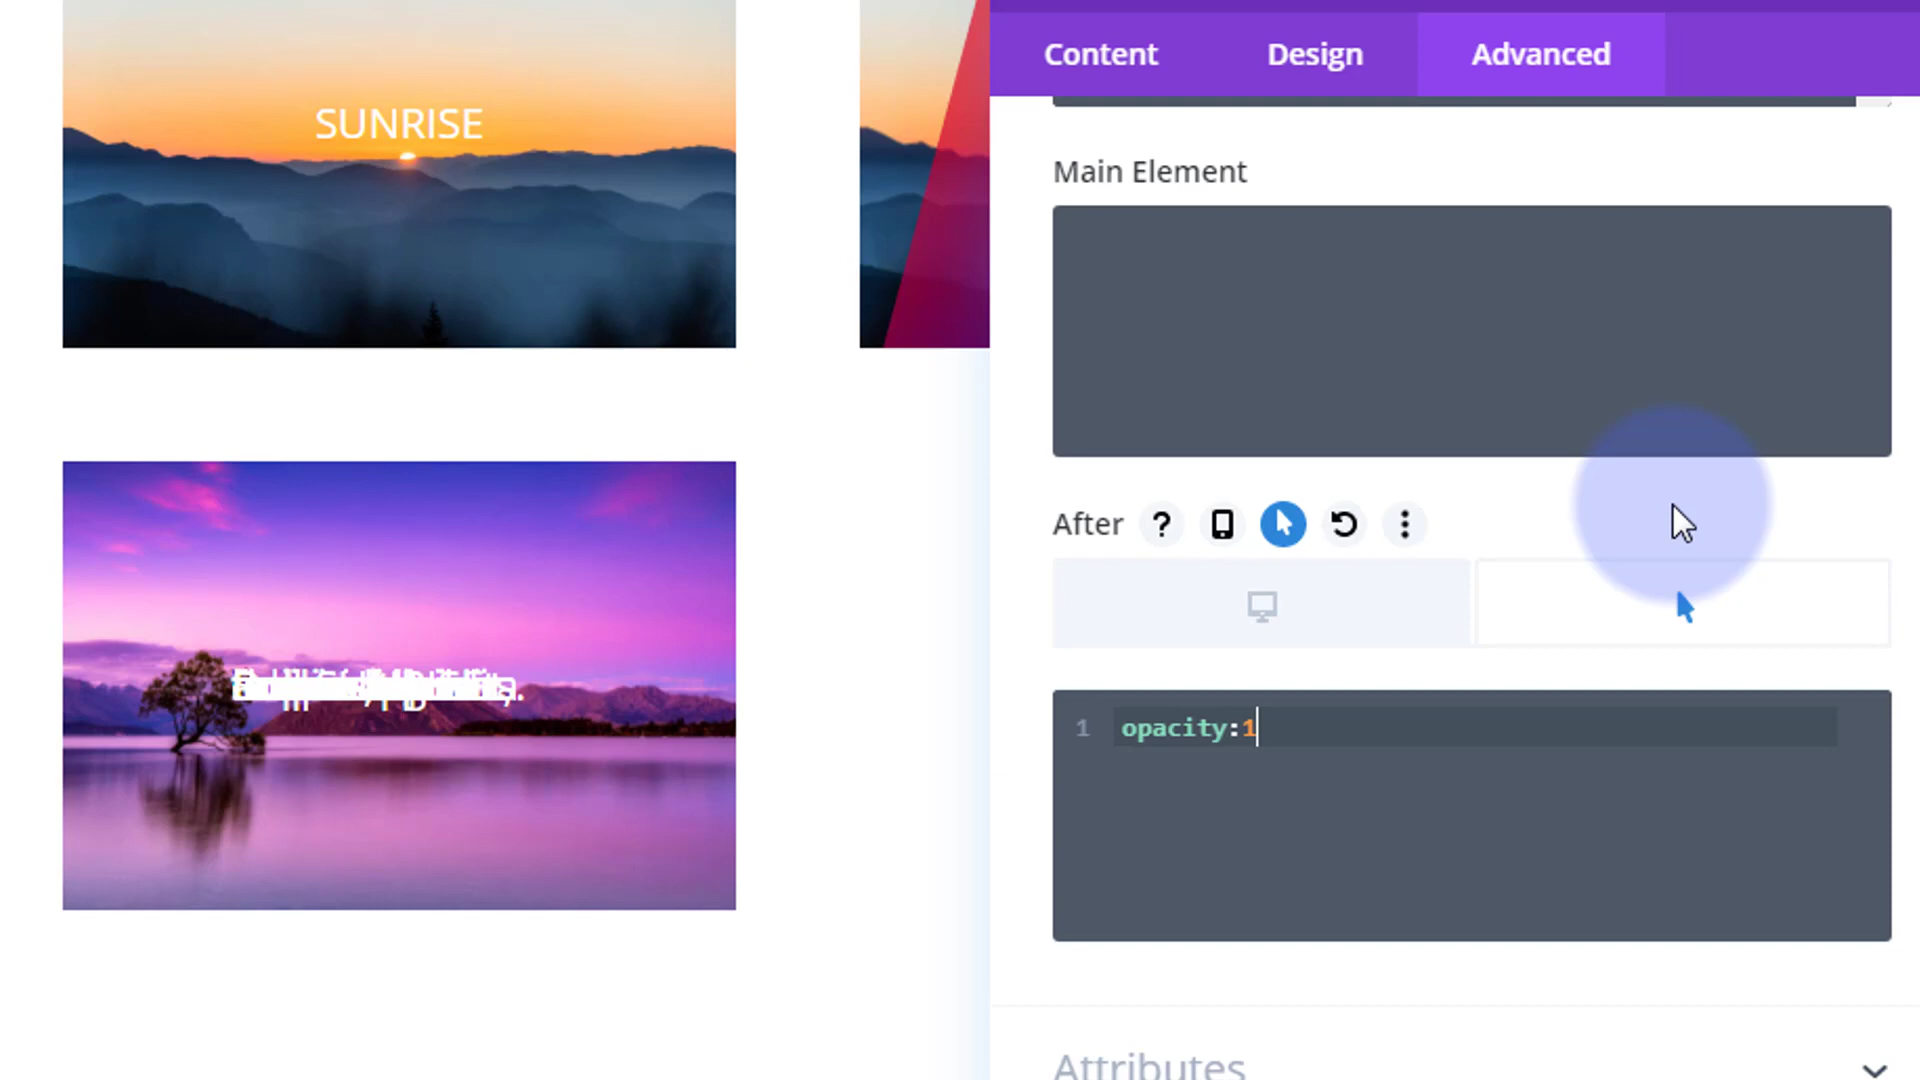 SUNRISE
Content
Design
Advanced
Main Element
After ?
1 opacity:1
Attributes